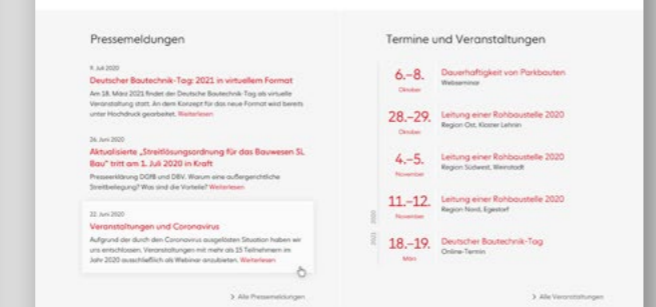 Pressemeldungen
9. Juli 2020
Deutscher Bautechnik-Tag: 2021 in virtuellem Format
Am 18. März 2021 findet der Deutsche Bautechnik-Tag als virtuelle
Veranstaltung statt. An dem Konzept für das neue Format wird bereits
unter Hochdruck gearbeitet. Weiterlesen
24. Juni 2020
Aktualisierte „Streitlösungsordnung für das Bauwesen SL
Bau“ tritt am 1. Juli 2020 in Kraft
Presseerklärung DGfB und DBV. Warum eine außergerichtliche
Streitbeilegung? Was sind die Vorteile? Weiterlesen
22. Juni 2020
Veranstaltungen und Coronavirus
Aufgrund der durch den Coronavirus ausgelösten Situation haben wir
uns entschlossen, Veranstaltungen mit mehr als 15 Teilnehmern im
Jahr 2020 ausschließlich als Webinar anzubieten. Weiterlesen
> Alle Pressemeldungen
Termine und Veranstaltungen
6.–8.
Oktober
Dauerhaftigkeit von Parkbauten
Webseminar
28.–29.
Oktober
Leitung einer Rohbaustelle 2020
Region Ost, Kloster Lehnin
4.–5.
November
Leitung einer Rohbaustelle 2020
Region Südwest, Weinstadt
11.–12.
November
Leitung einer Rohbaustelle 2020
Region Nord, Egestorf
2020
2021
18.–19.
März
Deutscher Bautechnik-Tag
Online-Termin
> Alle Veranstaltungen